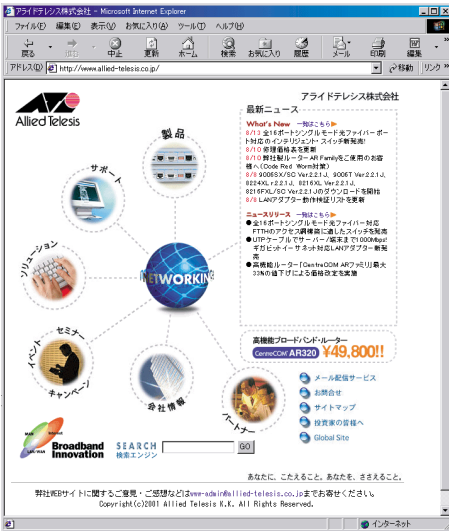 アライドテレシス株式会社 - Microsoft Internet Explorer
ファイル(F) 編集(E) 表示(V) お気に入り(A) ツール(T) ヘルプ(H)
戻る 中止 更新 ホーム 検索 お気に入り 履歴 メール 印刷 編集
アドレス(D) http://www.allied-telesis.co.jp/ 移動 リンク »
Allied Telesis
アライドテレシス株式会社
最新ニュース
What's New 一覧はこちら
8/13 全16ポートシングルモード光ファイバーポー
ト対応のインテリジェント・スイッチ新発売!
8/10 修理価格表を更新
8/10 弊社製ルーターAR Familyをご使用のお客
様へ(Code Red Worm対策)
8/8 9006SX/SC Ver.2.2.1J、9006T Ver.2.2.1J、
8224XL Ver.2.2.1J、8216XL Ver.2.2.1J、
8216FXL/SC Ver.2.2.1Jのダウンロードを開始
8/8 LANアダプター動作検証リストを更新
ニュースリリース 一覧はこちら
●全16ポートシングルモード光ファイバー対応
FTTHのアクセス網構築に適したスイッチを発売
●UTPケーブルでサーバー/端末まで1000Mbps!
ギガビットイーサネット対応LANアダプター新発
売
●高機能ルーター「CentreCOM ARファミリ」最大
33%の値下げによる価格改定を実施
製品
サポート
ソリューション
NETWORKING
イベント セミナー
キャンペーン
会社情報
パートナー
高機能ブロードバンド・ルーター
CentreCOM AR320 ¥49,800!!
メール配信サービス
お問合せ
サイトマップ
投資家の皆様へ
Global Site
MAN
Internet
LAN/WAN
Broadband
Innovation
SEARCH
検索エンジン
GO
あなたに、こたえること。あなたを、ささえること。
弊社WEBサイトに関するご意見・ご感想などはwww-admin@allied-telesis.co.jpまでお寄せください。
Copyright(c)2001 Allied Telesis K.K. All Rights Reserved.
インターネット